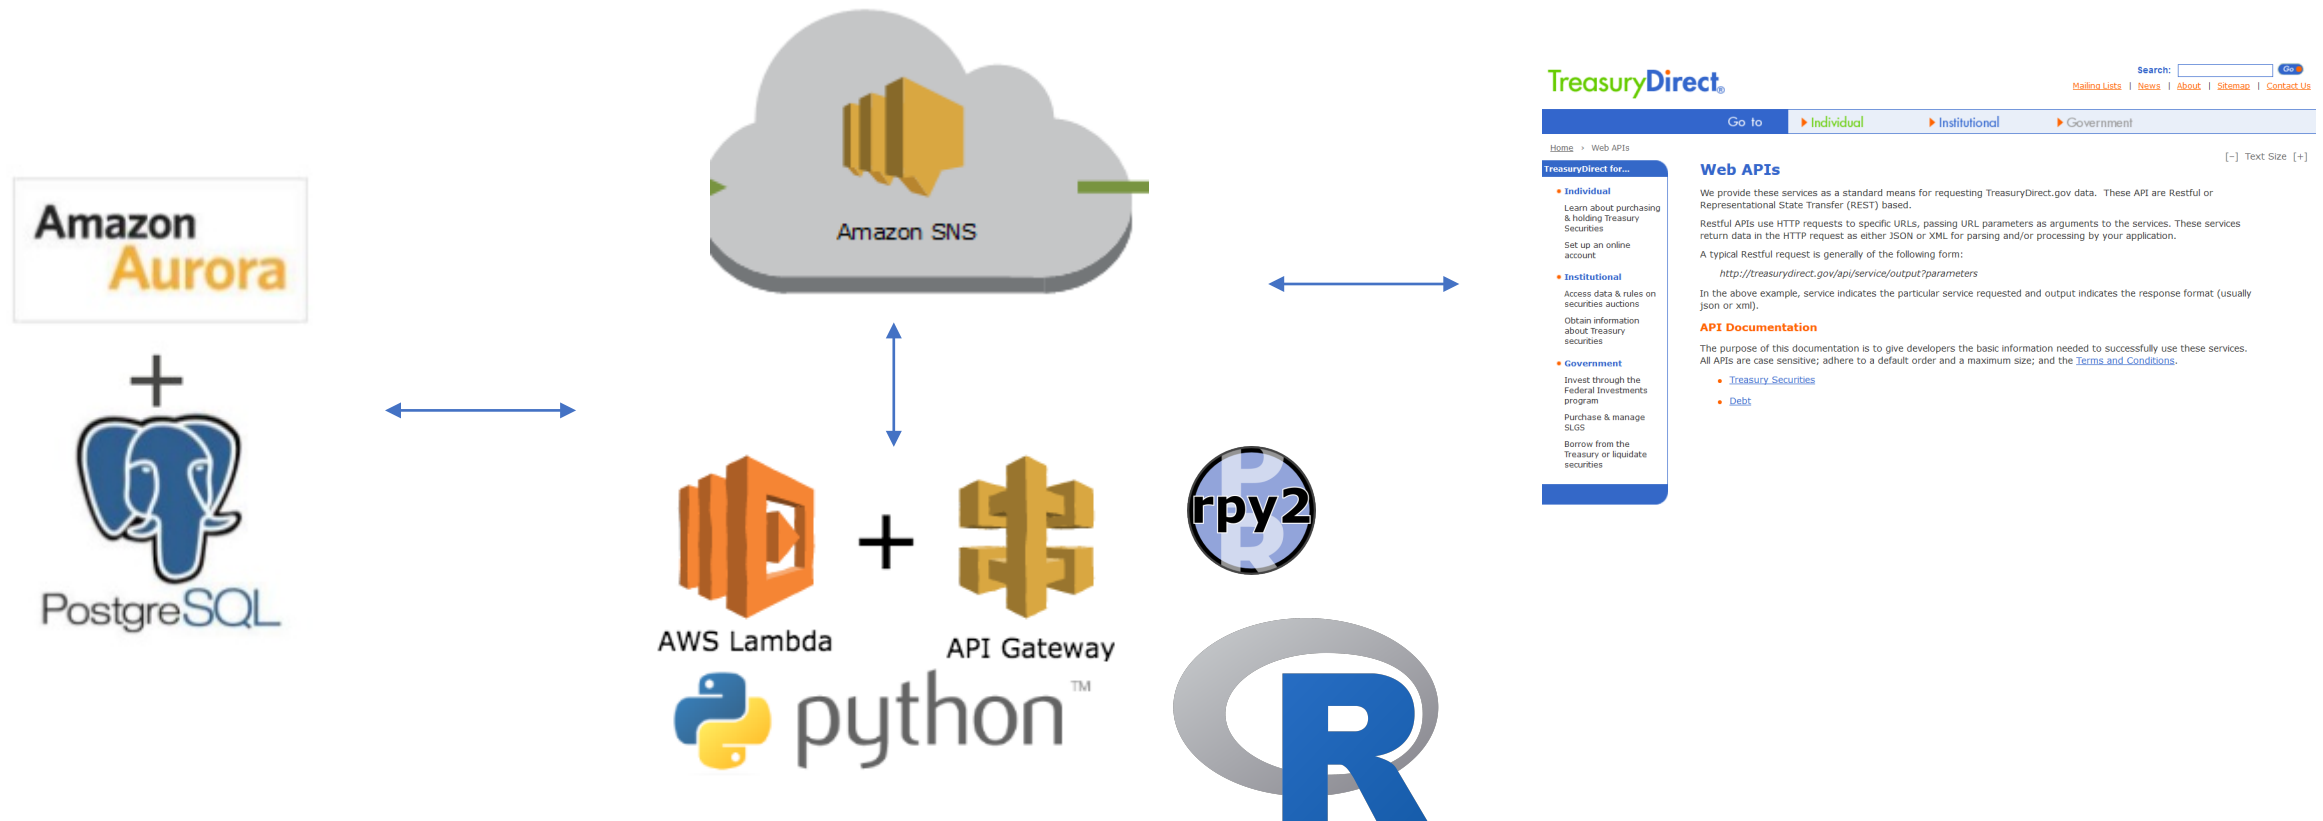 Amazon
Aurora
+
PostgreSQL
Amazon SNS
AWS Lambda
+
API Gateway
python™
rpy2
R
TreasuryDirect®
Search:
Go
Mailing Lists | News | About | Sitemap | Contact Us
Go to
Individual
Institutional
Government
Home › Web APIs
[-] Text Size [+]
TreasuryDirect for...
Individual
Learn about purchasing
& holding Treasury
Securities
Set up an online
account
Institutional
Access data & rules on
securities auctions
Obtain information
about Treasury
securities
Government
Invest through the
Federal Investments
program
Purchase & manage
SLGS
Borrow from the
Treasury or liquidate
securities
Web APIs
We provide these services as a standard means for requesting TreasuryDirect.gov data. These API are Restful or
Representational State Transfer (REST) based.
Restful APIs use HTTP requests to specific URLs, passing URL parameters as arguments to the services. These services
return data in the HTTP request as either JSON or XML for parsing and/or processing by your application.
A typical Restful request is generally of the following form:
http://treasurydirect.gov/api/service/output?parameters
In the above example, service indicates the particular service requested and output indicates the response format (usually
json or xml).
API Documentation
The purpose of this documentation is to give developers the basic information needed to successfully use these services.
All APIs are case sensitive; adhere to a default order and a maximum size; and the Terms and Conditions.
Treasury Securities
Debt